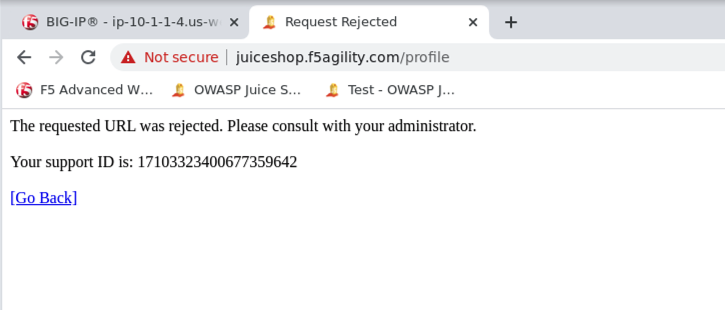 BIG-IP® - ip-10-1-1-4.us-w
Request Rejected
Not secure juiceshop.f5agility.com/profile
F5 Advanced W... OWASP Juice S... Test - OWASP J...
The requested URL was rejected. Please consult with your administrator.
Your support ID is: 17103323400677359642
[Go Back]